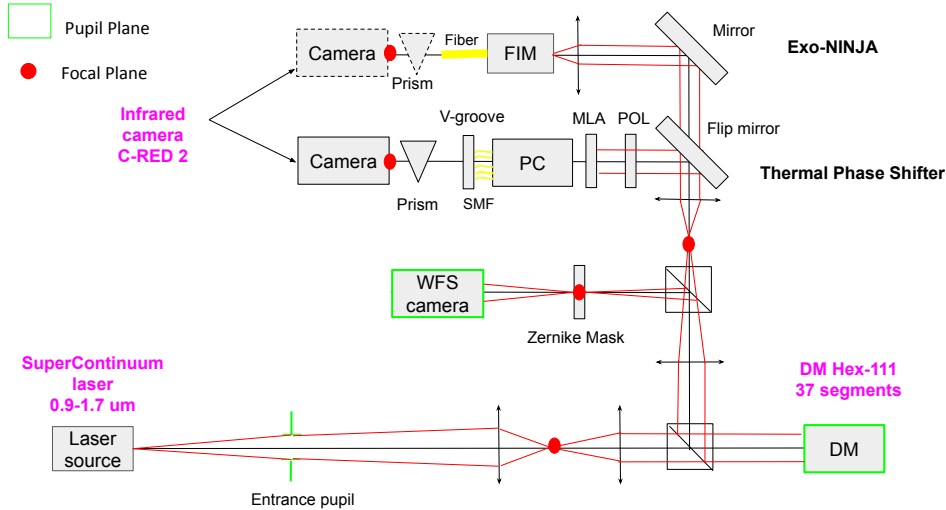 Pupil Plane
Focal Plane
Infrared
camera
C-RED 2
Camera
Prism
Fiber
FIM
Mirror
Exo-NINJA
V-groove
MLA
POL
Flip mirror
Camera
PC
Thermal Phase Shifter
Prism
SMF
WFS
camera
Zernike Mask
SuperContinuum
laser
0.9-1.7 um
DM Hex-111
37 segments
Laser
source
DM
Entrance pupil